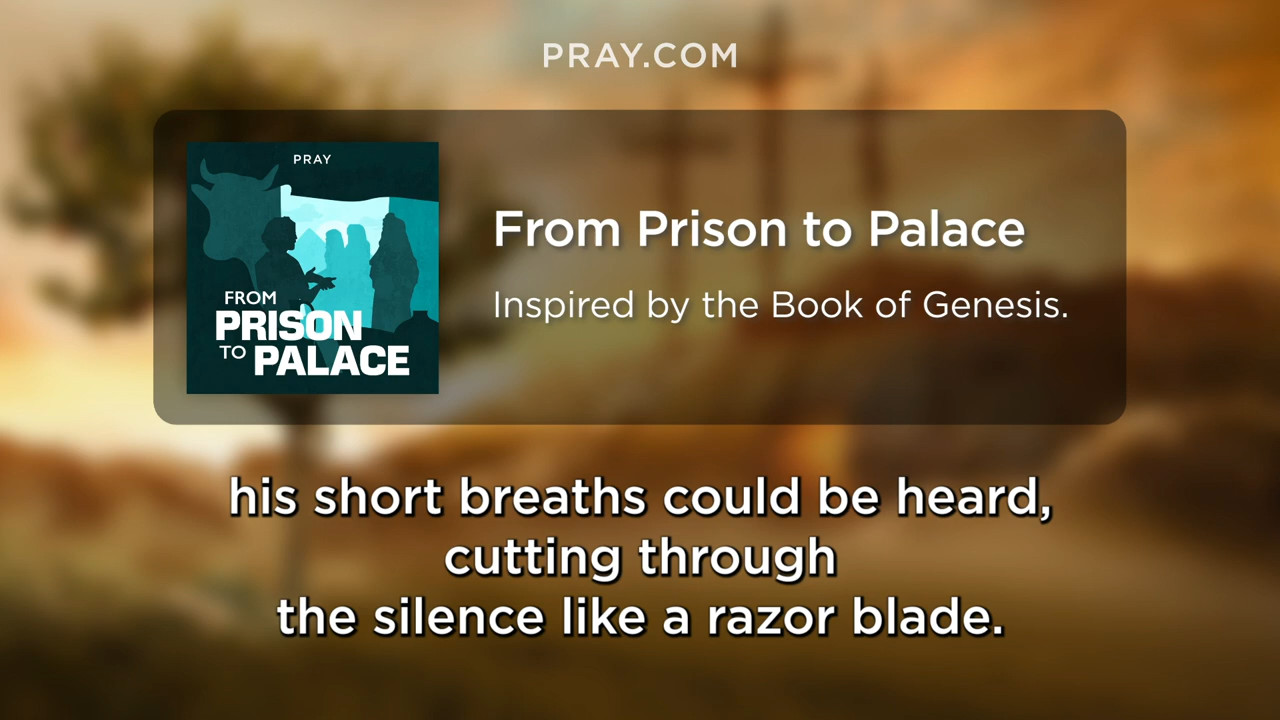 PRAY.COM
PRAY
FROM
PRISON
TO PALACE
From Prison to Palace
Inspired by the Book of Genesis.
his short breaths could be heard,
cutting through
the silence like a razor blade.